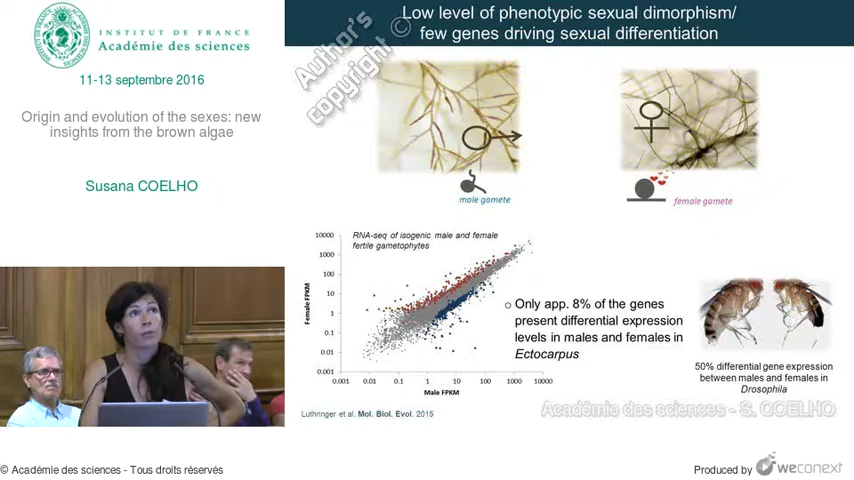 INSTITUT DE FRANCE
Académie des sciences
11-13 septembre 2016
Origin and evolution of the sexes: new
insights from the brown algae
Susana COELHO
Low level of phenotypic sexual dimorphism/
few genes driving sexual differentiation
Author's
copyright ©
male gamete
female gamete
RNA-seq of isogenic male and female
fertile gametophytes
Female FPKM
10000
1000
100
10
1
0.1
0.01
0.001
0.001 0.01 0.1 1 10 100 1000 10000
Male FPKM
Luthringer et al. Mol. Biol. Evol. 2015
o Only app. 8% of the genes
present differential expression
levels in males and females in
Ectocarpus
50% differential gene expression
between males and females in
Drosophila
Académie des sciences - S. COELHO
© Académie des sciences - Tous droits réservés
Produced by weconext